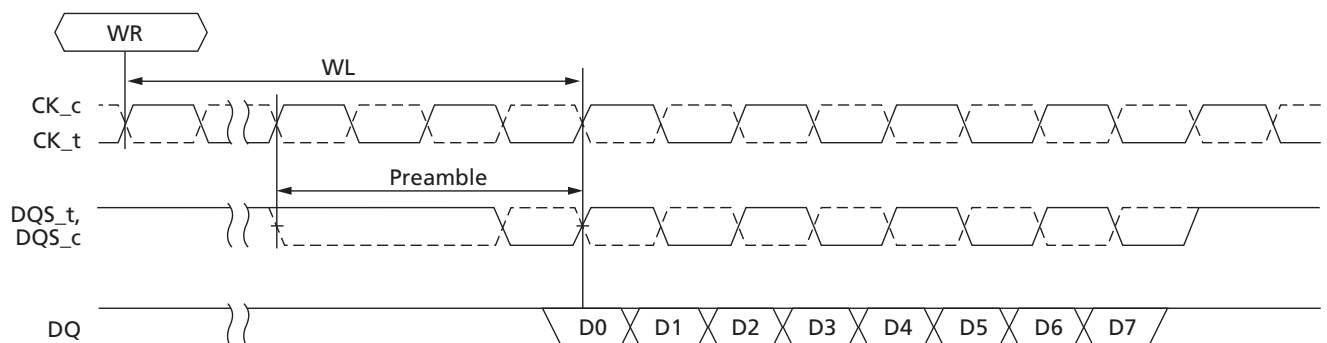 WR
WL
CK_c
CK_t
Preamble
DQS_t,
DQS_c
DQ
D0 D1 D2 D3 D4 D5 D6 D7